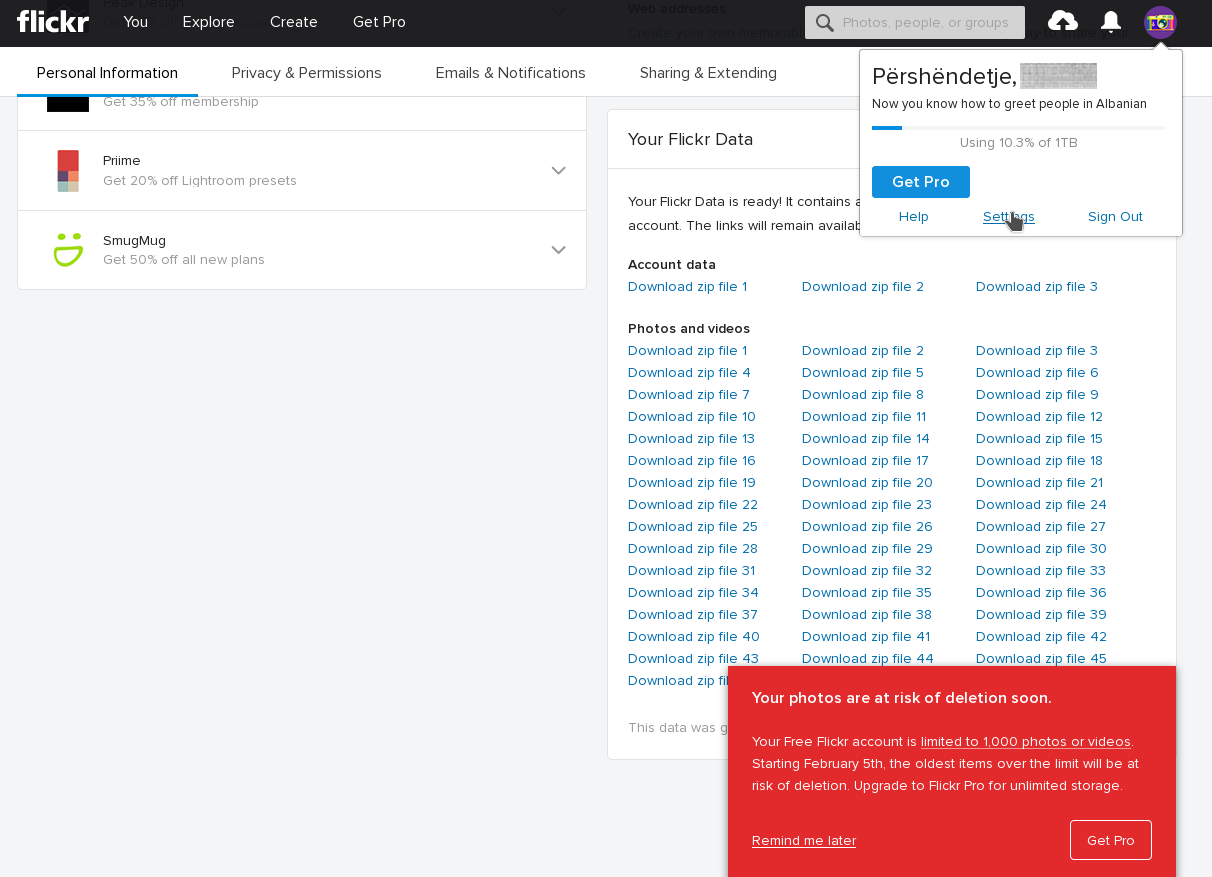 flickr
You Explore Create Get Pro
Photos, people, or groups
Peak Design
Web addresses
Personal Information Privacy & Permissions Emails & Notifications Sharing & Extending
Get 35% off membership
Priime
Get 20% off Lightroom presets
SmugMug
Get 50% off all new plans
Përshëndetje,
Now you know how to greet people in Albanian
Using 10.3% of 1TB
Get Pro
Help Settings Sign Out
Your Flickr Data
Your Flickr Data is ready! It contains
account. The links will remain
Account data
Download zip file 1 Download zip file 2 Download zip file 3
Photos and videos
Download zip file 1 Download zip file 2 Download zip file 3
Download zip file 4 Download zip file 5 Download zip file 6
Download zip file 7 Download zip file 8 Download zip file 9
Download zip file 10 Download zip file 11 Download zip file 12
Download zip file 13 Download zip file 14 Download zip file 15
Download zip file 16 Download zip file 17 Download zip file 18
Download zip file 19 Download zip file 20 Download zip file 21
Download zip file 22 Download zip file 23 Download zip file 24
Download zip file 25 Download zip file 26 Download zip file 27
Download zip file 28 Download zip file 29 Download zip file 30
Download zip file 31 Download zip file 32 Download zip file 33
Download zip file 34 Download zip file 35 Download zip file 36
Download zip file 37 Download zip file 38 Download zip file 39
Download zip file 40 Download zip file 41 Download zip file 42
Download zip file 43 Download zip file 44 Download zip file 45
Download zip
This data was
Your photos are at risk of deletion soon.
Your Free Flickr account is limited to 1,000 photos or videos.
Starting February 5th, the oldest items over the limit will be at
risk of deletion. Upgrade to Flickr Pro for unlimited storage.
Remind me later Get Pro